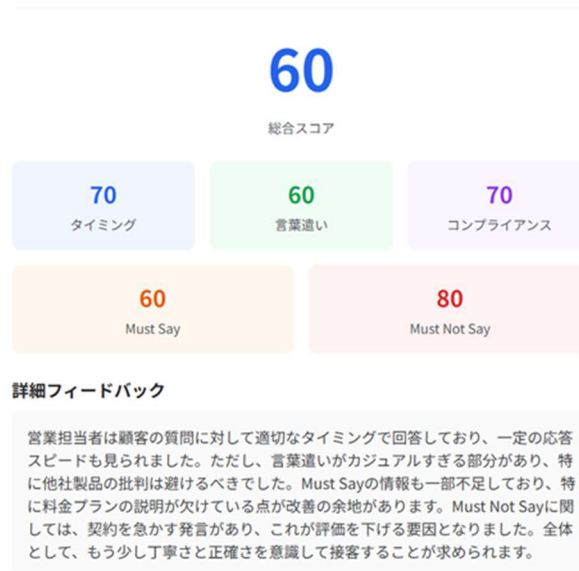 60
総合スコア
70
タイミング
60
言葉遣い
70
コンプライアンス
60
Must Say
80
Must Not Say
詳細フィードバック
営業担当者は顧客の質問に対して適切なタイミングで回答しており、一定の応答
スピードも見られました。ただし、言葉遣いがカジュアルすぎる部分があり、特
に他社製品の批判は避けるべきでした。Must Sayの情報も一部不足しており、特
に料金プランの説明が欠けている点が改善の余地があります。Must Not Sayに関
しては、契約を急かす発言があり、これが評価を下げる要因となりました。全体
として、もう少し丁寧さと正確さを意識して接客することが求められます。